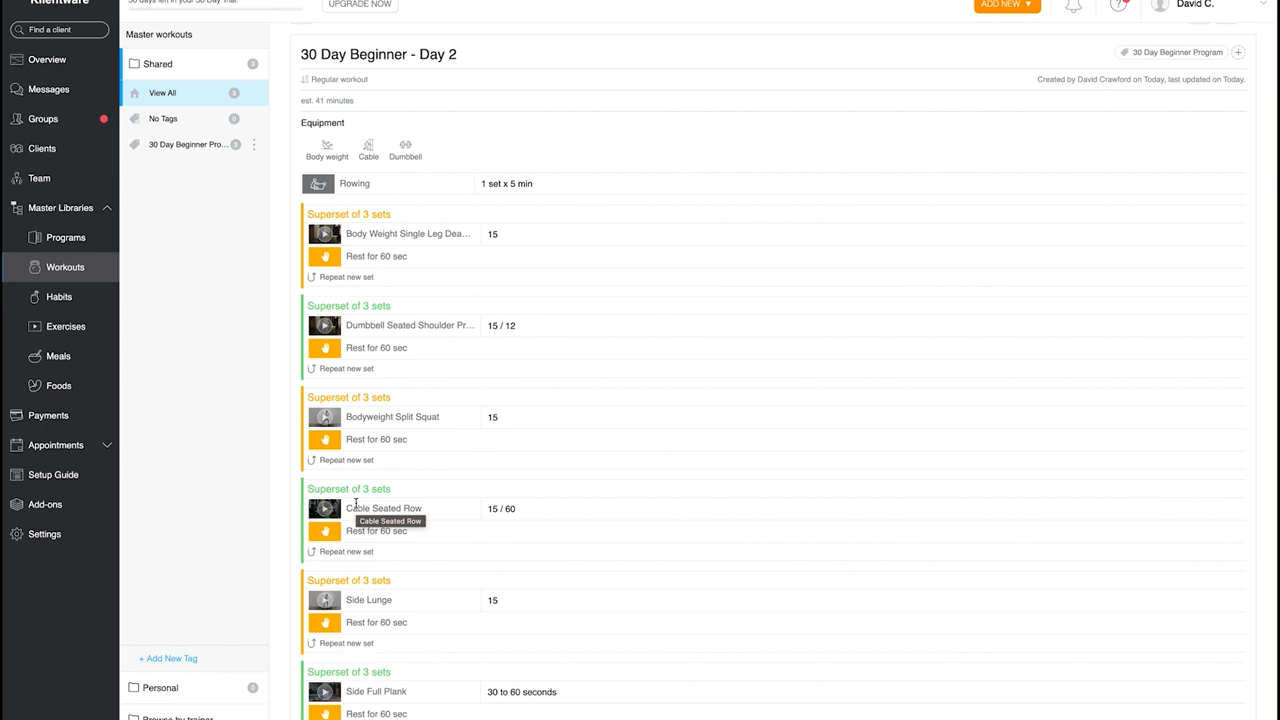 Klientware
Find a client
Overview
Messages
Groups
Clients
Team
Master Libraries
Programs
Workouts
Habits
Exercises
Meals
Foods
Payments
Appointments
Setup Guide
Add-ons
Settings
30 days left in your 30 Day Trial.
UPGRADE NOW
ADD NEW
David C.
Master workouts
Shared 3
View All 3
No Tags 0
30 Day Beginner Pro... 3
+ Add New Tag
Personal 0
Browse by trainer
30 Day Beginner - Day 2
30 Day Beginner Program
Regular workout
Created by David Crawford on Today, last updated on Today.
est. 41 minutes
Equipment
Body weight Cable Dumbbell
Rowing 1 set x 5 min
Superset of 3 sets
Body Weight Single Leg Dea... 15
Rest for 60 sec
Repeat new set
Superset of 3 sets
Dumbbell Seated Shoulder Pr... 15 / 12
Rest for 60 sec
Repeat new set
Superset of 3 sets
Bodyweight Split Squat 15
Rest for 60 sec
Repeat new set
Superset of 3 sets
Cable Seated Row 15 / 60
Cable Seated Row
Rest for 60 sec
Repeat new set
Superset of 3 sets
Side Lunge 15
Rest for 60 sec
Repeat new set
Superset of 3 sets
Side Full Plank 30 to 60 seconds
Rest for 60 sec